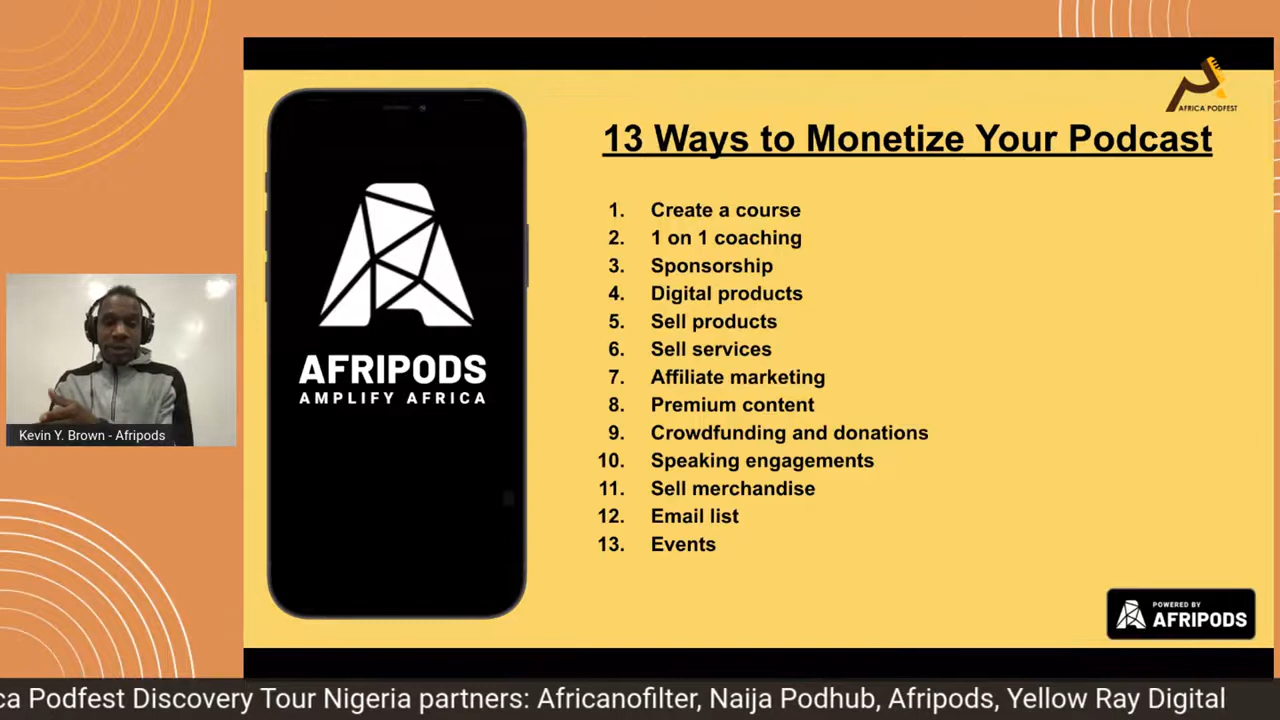 AFRICA PODFEST
13 Ways to Monetize Your Podcast
1. Create a course
2. 1 on 1 coaching
3. Sponsorship
4. Digital products
5. Sell products
6. Sell services
7. Affiliate marketing
8. Premium content
9. Crowdfunding and donations
10. Speaking engagements
11. Sell merchandise
12. Email list
13. Events
AFRIPODS
AMPLIFY AFRICA
Kevin Y. Brown - Afripods
POWERED BY
AFRIPODS
ca Podfest Discovery Tour Nigeria partners: Africanofilter, Naija Podhub, Afripods, Yellow Ray Digital